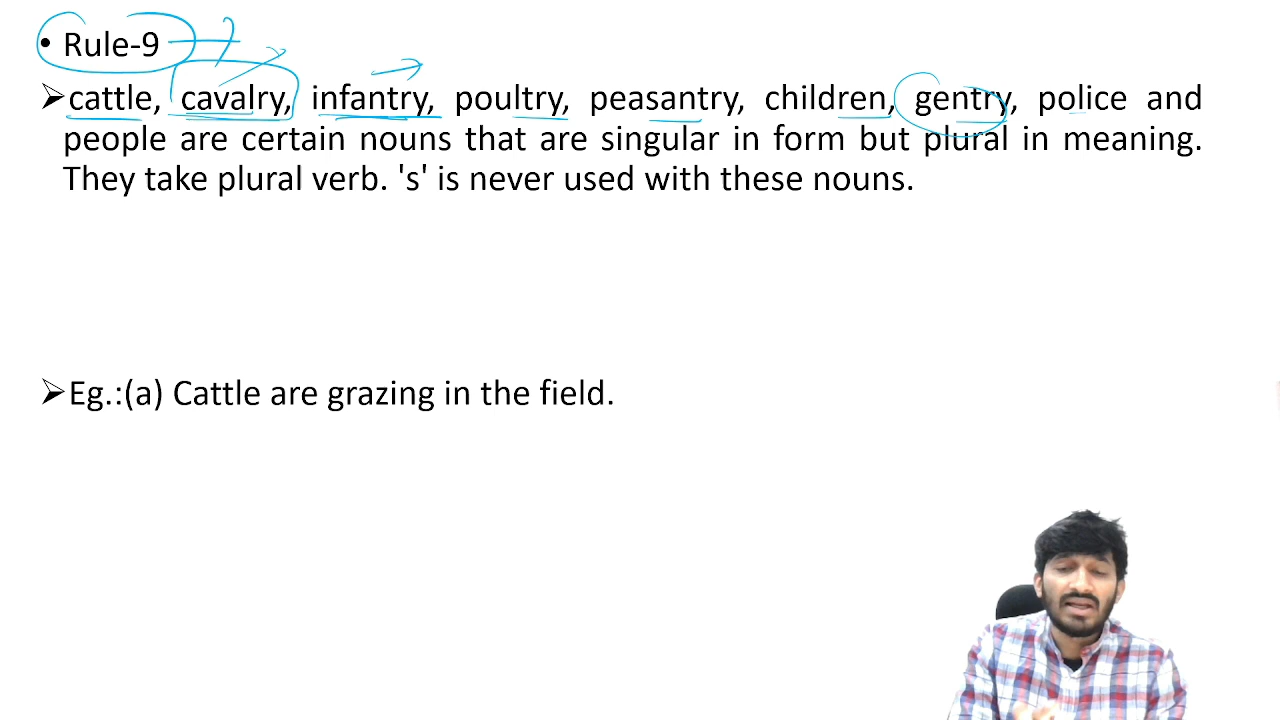 • Rule-9
➢cattle, cavalry, infantry, poultry, peasantry, children, gentry, police and
people are certain nouns that are singular in form but plural in meaning.
They take plural verb. 's' is never used with these nouns.
➢Eg.:(a) Cattle are grazing in the field.